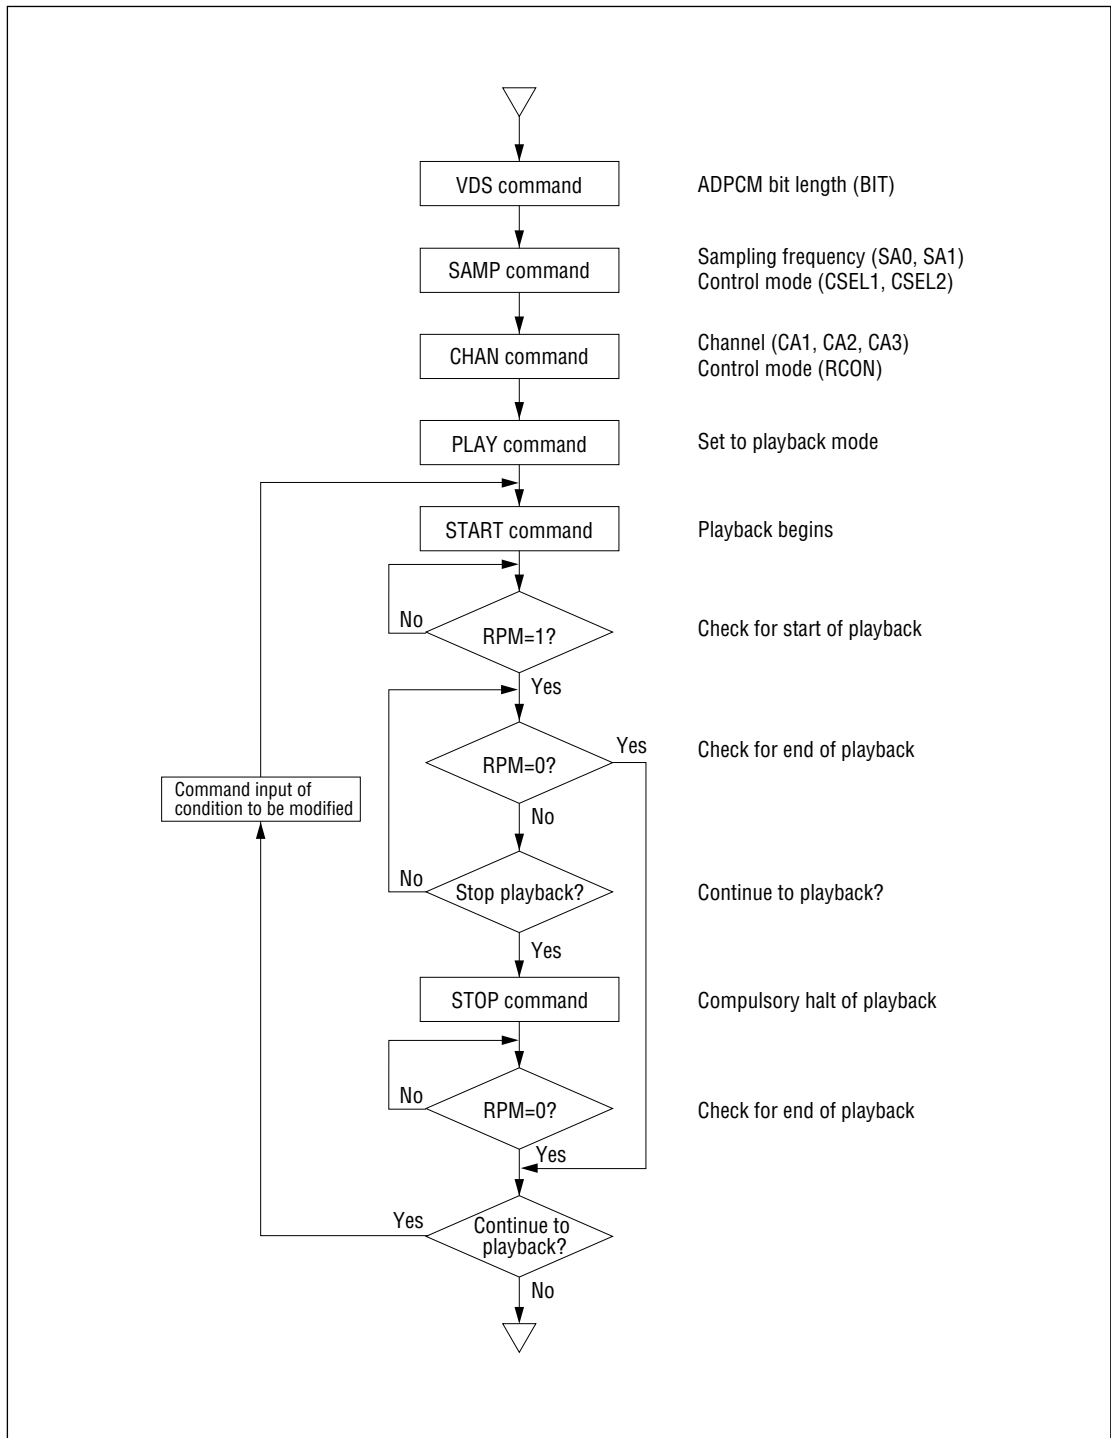 VDS command
ADPCM bit length (BIT)
SAMP command
Sampling frequency (SA0, SA1)
Control mode (CSEL1, CSEL2)
CHAN command
Channel (CA1, CA2, CA3)
Control mode (RCON)
PLAY command
Set to playback mode
START command
Playback begins
No
RPM=1?
Check for start of playback
Yes
RPM=0?
Yes
Check for end of playback
Command input of
condition to be modified
No
No
Stop playback?
Continue to playback?
Yes
STOP command
Compulsory halt of playback
No
RPM=0?
Check for end of playback
Yes
Yes
Continue to
playback?
No